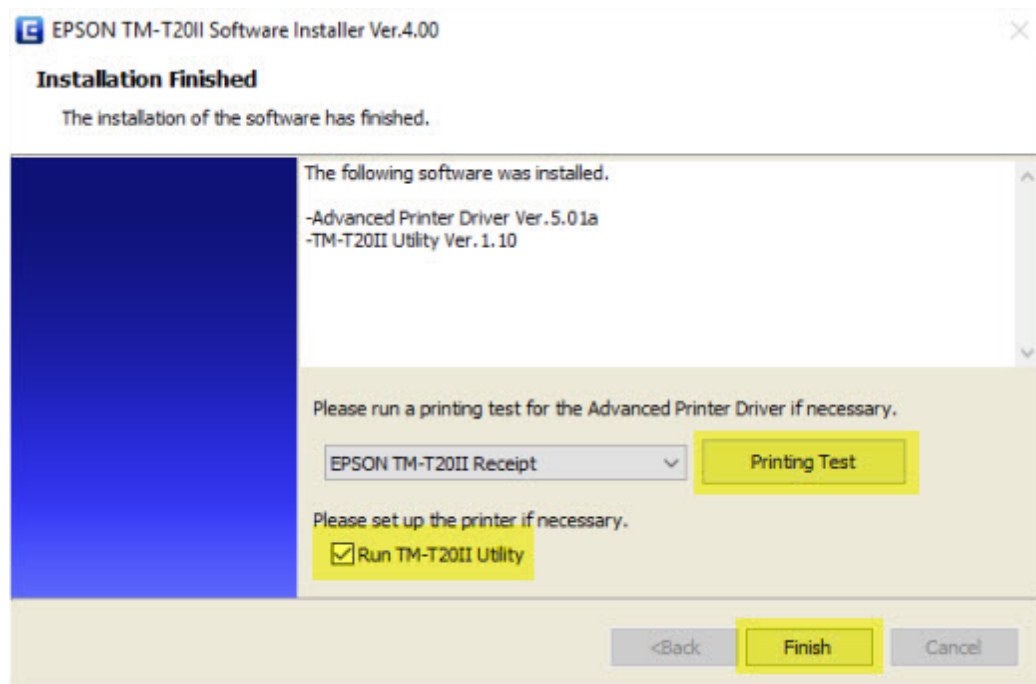 EPSON TM-T20II Software Installer Ver.4.00
Installation Finished
The installation of the software has finished.
The following software was installed.
-Advanced Printer Driver Ver.5.01a
-TM-T20II Utility Ver.1.10
Please run a printing test for the Advanced Printer Driver if necessary.
EPSON TM-T20II Receipt
Printing Test
Please set up the printer if necessary.
Run TM-T20II Utility
<Back
Finish
Cancel